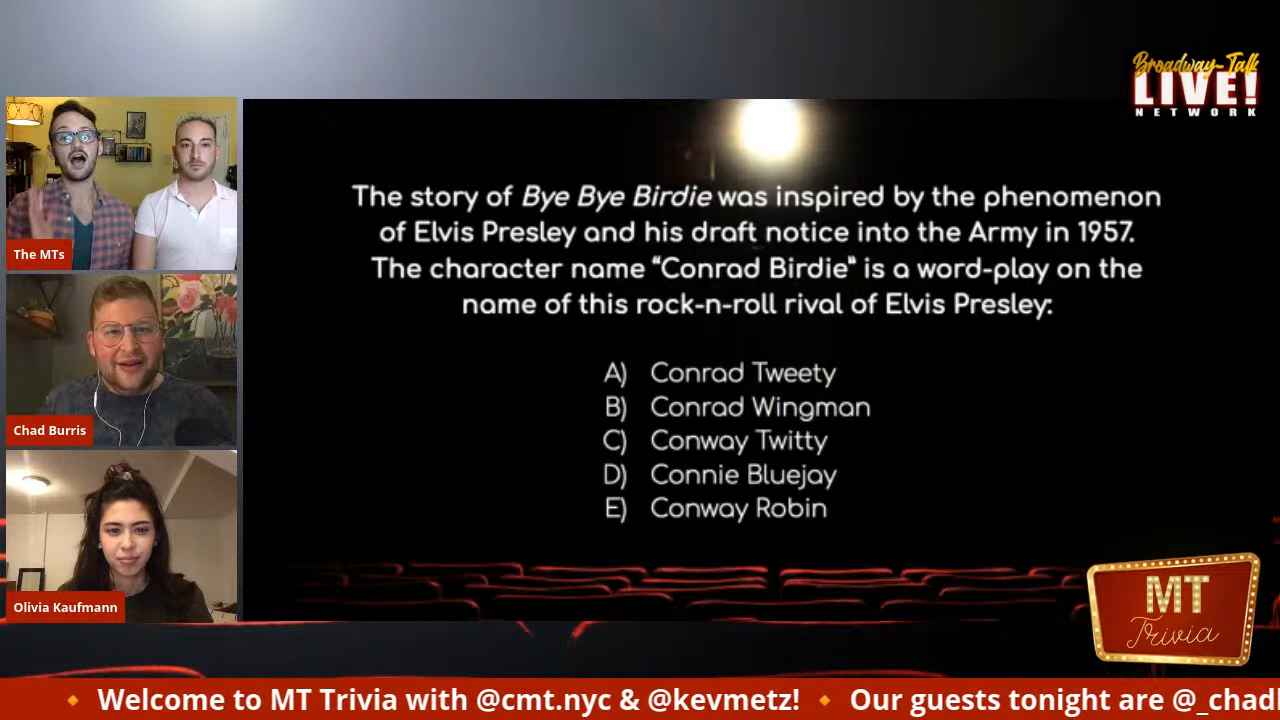 Broadway-Talk
LIVE!
NETWORK
The MTs
Chad Burris
Olivia Kaufmann
The story of Bye Bye Birdie was inspired by the phenomenon
of Elvis Presley and his draft notice into the Army in 1957.
The character name “Conrad Birdie” is a word-play on the
name of this rock-n-roll rival of Elvis Presley:
A) Conrad Tweety
B) Conrad Wingman
C) Conway Twitty
D) Connie Bluejay
E) Conway Robin
MT
Trivia
Welcome to MT Trivia with @cmt.nyc & @kevmetz! Our guests tonight are